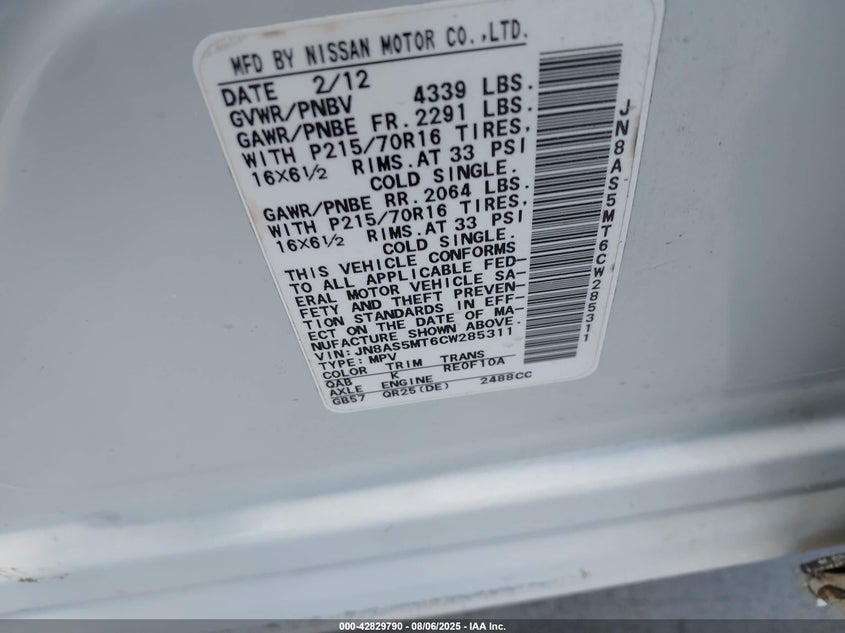 MFD BY NISSAN MOTOR CO.,LTD.
DATE 2/12
GVWR/PNBV 4339 LBS.
GAWR/PNBE FR. 2291 LBS.
WITH P215/70R16 TIRES,
16X6½ RIMS.AT 33 PSI
COLD SINGLE.
GAWR/PNBE RR. 2064 LBS.
WITH P215/70R16 TIRES,
16X6½ RIMS.AT 33 PSI
COLD SINGLE.
THIS VEHICLE CONFORMS
TO ALL APPLICABLE FED-
ERAL MOTOR VEHICLE SA-
FETY AND THEFT PREVEN-
TION STANDARDS IN EFF-
ECT ON THE DATE OF MA-
NUFACTURE SHOWN ABOVE.
VIN:JN8AS5MT6CW285311
TYPE:MPV
COLOR TRIM TRANS
QAB K RE0F10A
AXLE ENGINE
GB57 QR25(DE) 2488CC
JN8AS5MT6CW285311
000-42829790 - 08/06/2025 - IAA Inc.